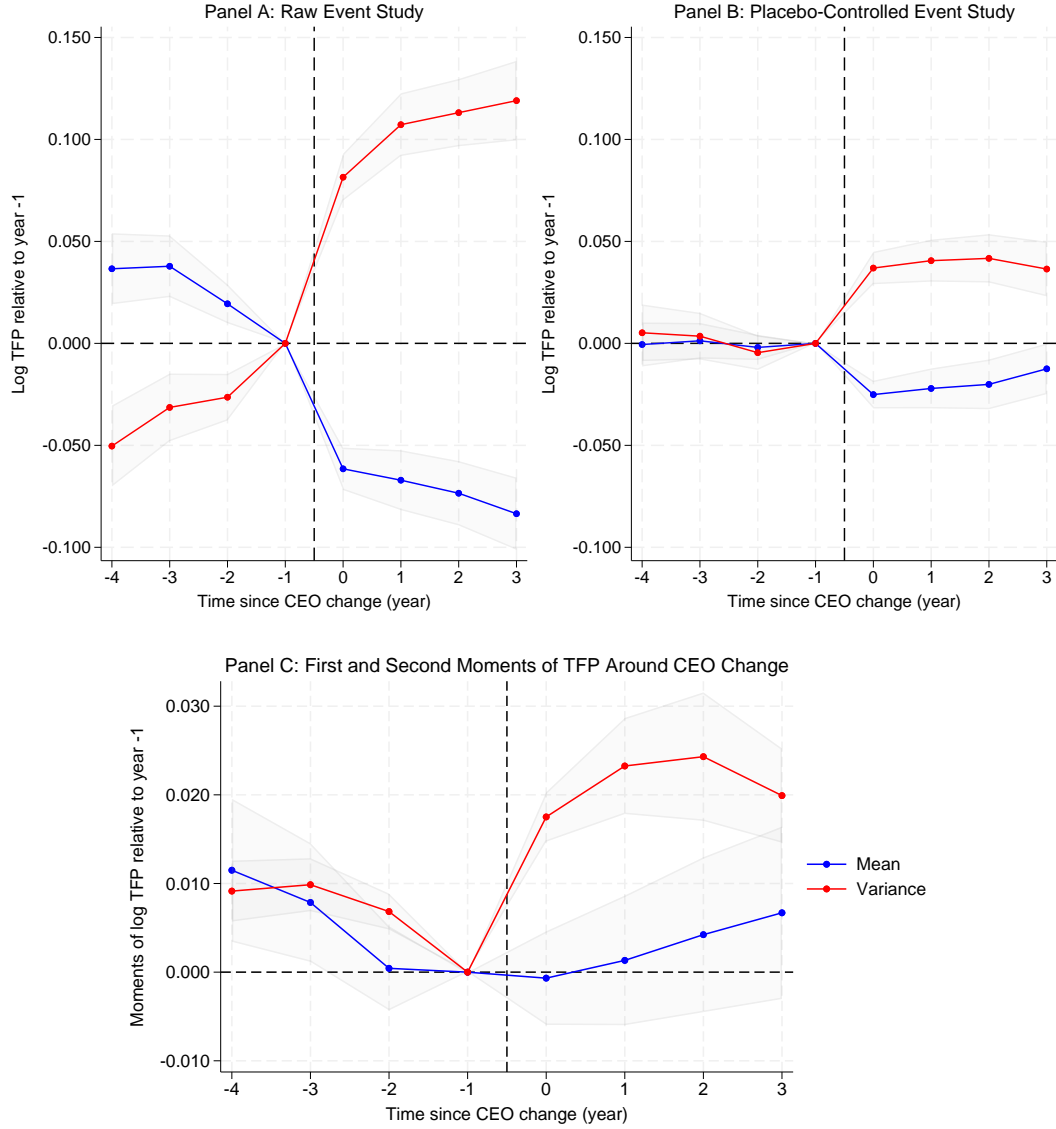 Panel A: Raw Event Study
Log TFP relative to year -1
0.150
0.100
0.050
0.000
-0.050
-0.100
-4 -3 -2 -1 0 1 2 3
Time since CEO change (year)
Panel B: Placebo-Controlled Event Study
Log TFP relative to year -1
0.150
0.100
0.050
0.000
-0.050
-0.100
-4 -3 -2 -1 0 1 2 3
Time since CEO change (year)
Panel C: First and Second Moments of TFP Around CEO Change
Moments of log TFP relative to year -1
0.030
0.020
0.010
0.000
-0.010
-4 -3 -2 -1 0 1 2 3
Time since CEO change (year)
Mean
Variance